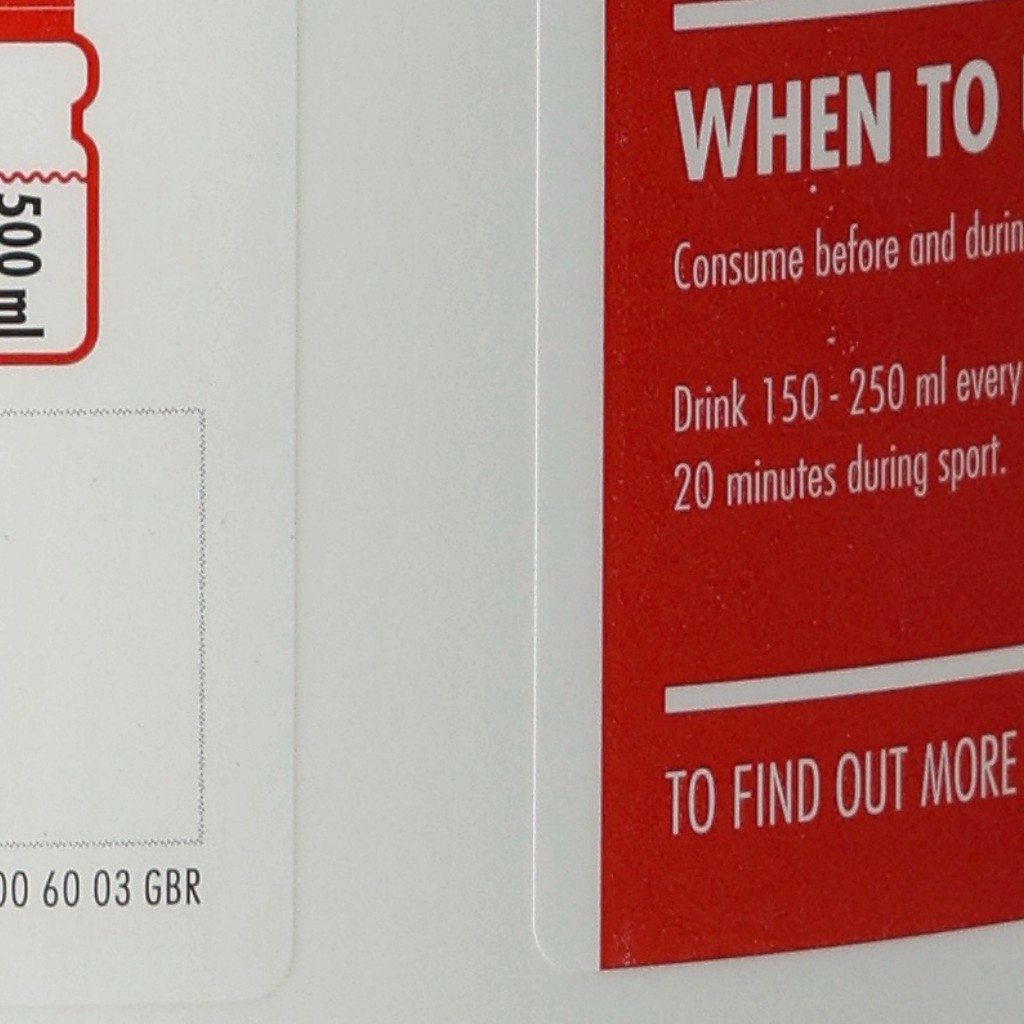 500 ml
00 60 03 GBR
WHEN TO
Consume before and durin
Drink 150 - 250 ml every
20 minutes during sport.
TO FIND OUT MORE